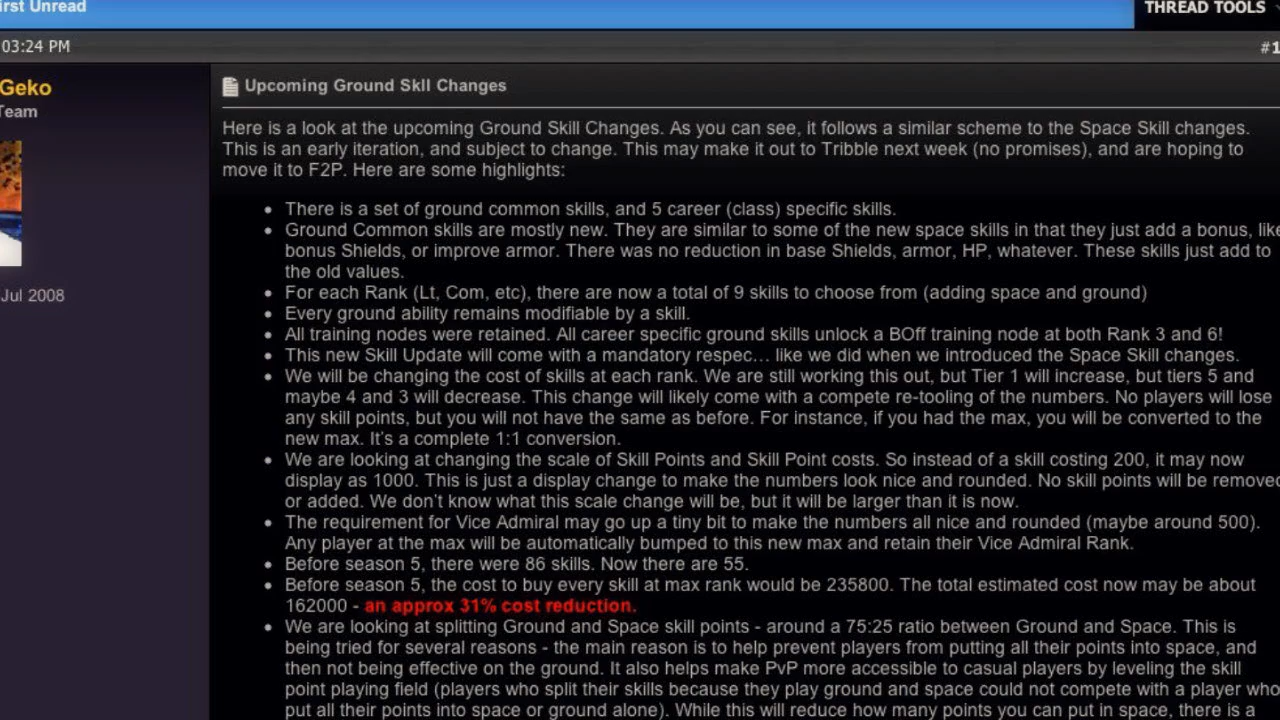 irst Unread
THREAD TOOLS
03:24 PM
#1
Geko
Team
Jul 2008
Upcoming Ground Skll Changes
Here is a look at the upcoming Ground Skill Changes. As you can see, it follows a similar scheme to the Space Skill changes.
This is an early iteration, and subject to change. This may make it out to Tribble next week (no promises), and are hoping to
move it to F2P. Here are some highlights:
• There is a set of ground common skills, and 5 career (class) specific skills.
• Ground Common skills are mostly new. They are similar to some of the new space skills in that they just add a bonus, like
bonus Shields, or improve armor. There was no reduction in base Shields, armor, HP, whatever. These skills just add to
the old values.
• For each Rank (Lt, Com, etc), there are now a total of 9 skills to choose from (adding space and ground)
• Every ground ability remains modifiable by a skill.
• All training nodes were retained. All career specific ground skills unlock a BOff training node at both Rank 3 and 6!
• This new Skill Update will come with a mandatory respec... like we did when we introduced the Space Skill changes.
• We will be changing the cost of skills at each rank. We are still working this out, but Tier 1 will increase, but tiers 5 and
maybe 4 and 3 will decrease. This change will likely come with a compete re-tooling of the numbers. No players will lose
any skill points, but you will not have the same as before. For instance, if you had the max, you will be converted to the
new max. It's a complete 1:1 conversion.
• We are looking at changing the scale of Skill Points and Skill Point costs. So instead of a skill costing 200, it may now
display as 1000. This is just a display change to make the numbers look nice and rounded. No skill points will be removed
or added. We don't know what this scale change will be, but it will be larger than it is now.
• The requirement for Vice Admiral may go up a tiny bit to make the numbers all nice and rounded (maybe around 500).
Any player at the max will be automatically bumped to this new max and retain their Vice Admiral Rank.
• Before season 5, there were 86 skills. Now there are 55.
• Before season 5, the cost to buy every skill at max rank would be 235800. The total estimated cost now may be about
162000 - an approx 31% cost reduction.
• We are looking at splitting Ground and Space skill points - around a 75:25 ratio between Ground and Space. This is
being tried for several reasons - the main reason is to help prevent players from putting all their points into space, and
then not being effective on the ground. It also helps make PvP more accessible to casual players by leveling the skill
point playing field (players who split their skills because they play ground and space could not compete with a player who
put all their points into space or ground alone). While this will reduce how many points you can put in space, there is a